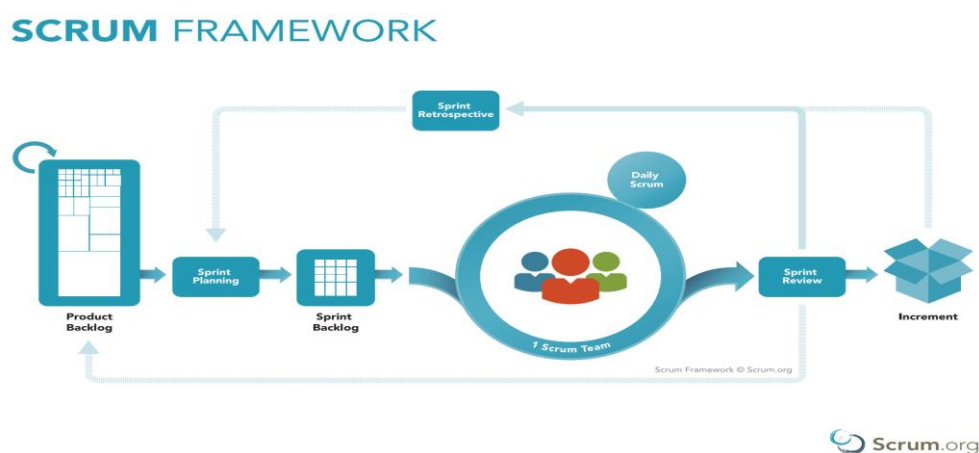 SCRUM FRAMEWORK
Sprint
Retrospective
Daily
Scrum
Sprint
Planning
Sprint
Review
Product
Backlog
Sprint
Backlog
Increment
1 Scrum Team
Scrum Framework © Scrum.org
Scrum.org